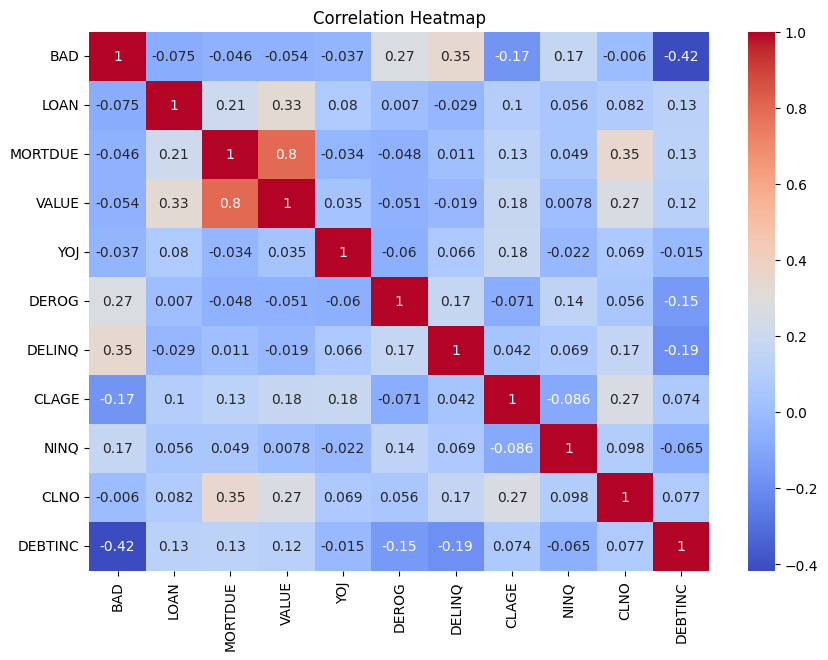 Correlation Heatmap
BAD 1 -0.075 -0.046 -0.054 -0.037 0.27 0.35 -0.17 0.17 -0.006 -0.42
LOAN -0.075 1 0.21 0.33 0.08 0.007 -0.029 0.1 0.056 0.082 0.13
MORTDUE -0.046 0.21 1 0.8 -0.034 -0.048 0.011 0.13 0.049 0.35 0.13
VALUE -0.054 0.33 0.8 1 0.035 -0.051 -0.019 0.18 0.0078 0.27 0.12
YOJ -0.037 0.08 -0.034 0.035 1 -0.06 0.066 0.18 -0.022 0.069 -0.015
DEROG 0.27 0.007 -0.048 -0.051 -0.06 1 0.17 -0.071 0.14 0.056 -0.15
DELINQ 0.35 -0.029 0.011 -0.019 0.066 0.17 1 0.042 0.069 0.17 -0.19
CLAGE -0.17 0.1 0.13 0.18 0.18 -0.071 0.042 1 -0.086 0.27 0.074
NINQ 0.17 0.056 0.049 0.0078 -0.022 0.14 0.069 -0.086 1 0.098 -0.065
CLNO -0.006 0.082 0.35 0.27 0.069 0.056 0.17 0.27 0.098 1 0.077
DEBTINC -0.42 0.13 0.13 0.12 -0.015 -0.15 -0.19 0.074 -0.065 0.077 1
BAD LOAN MORTDUE VALUE YOJ DEROG DELINQ CLAGE NINQ CLNO DEBTINC
1.0
0.8
0.6
0.4
0.2
0.0
−0.2
−0.4